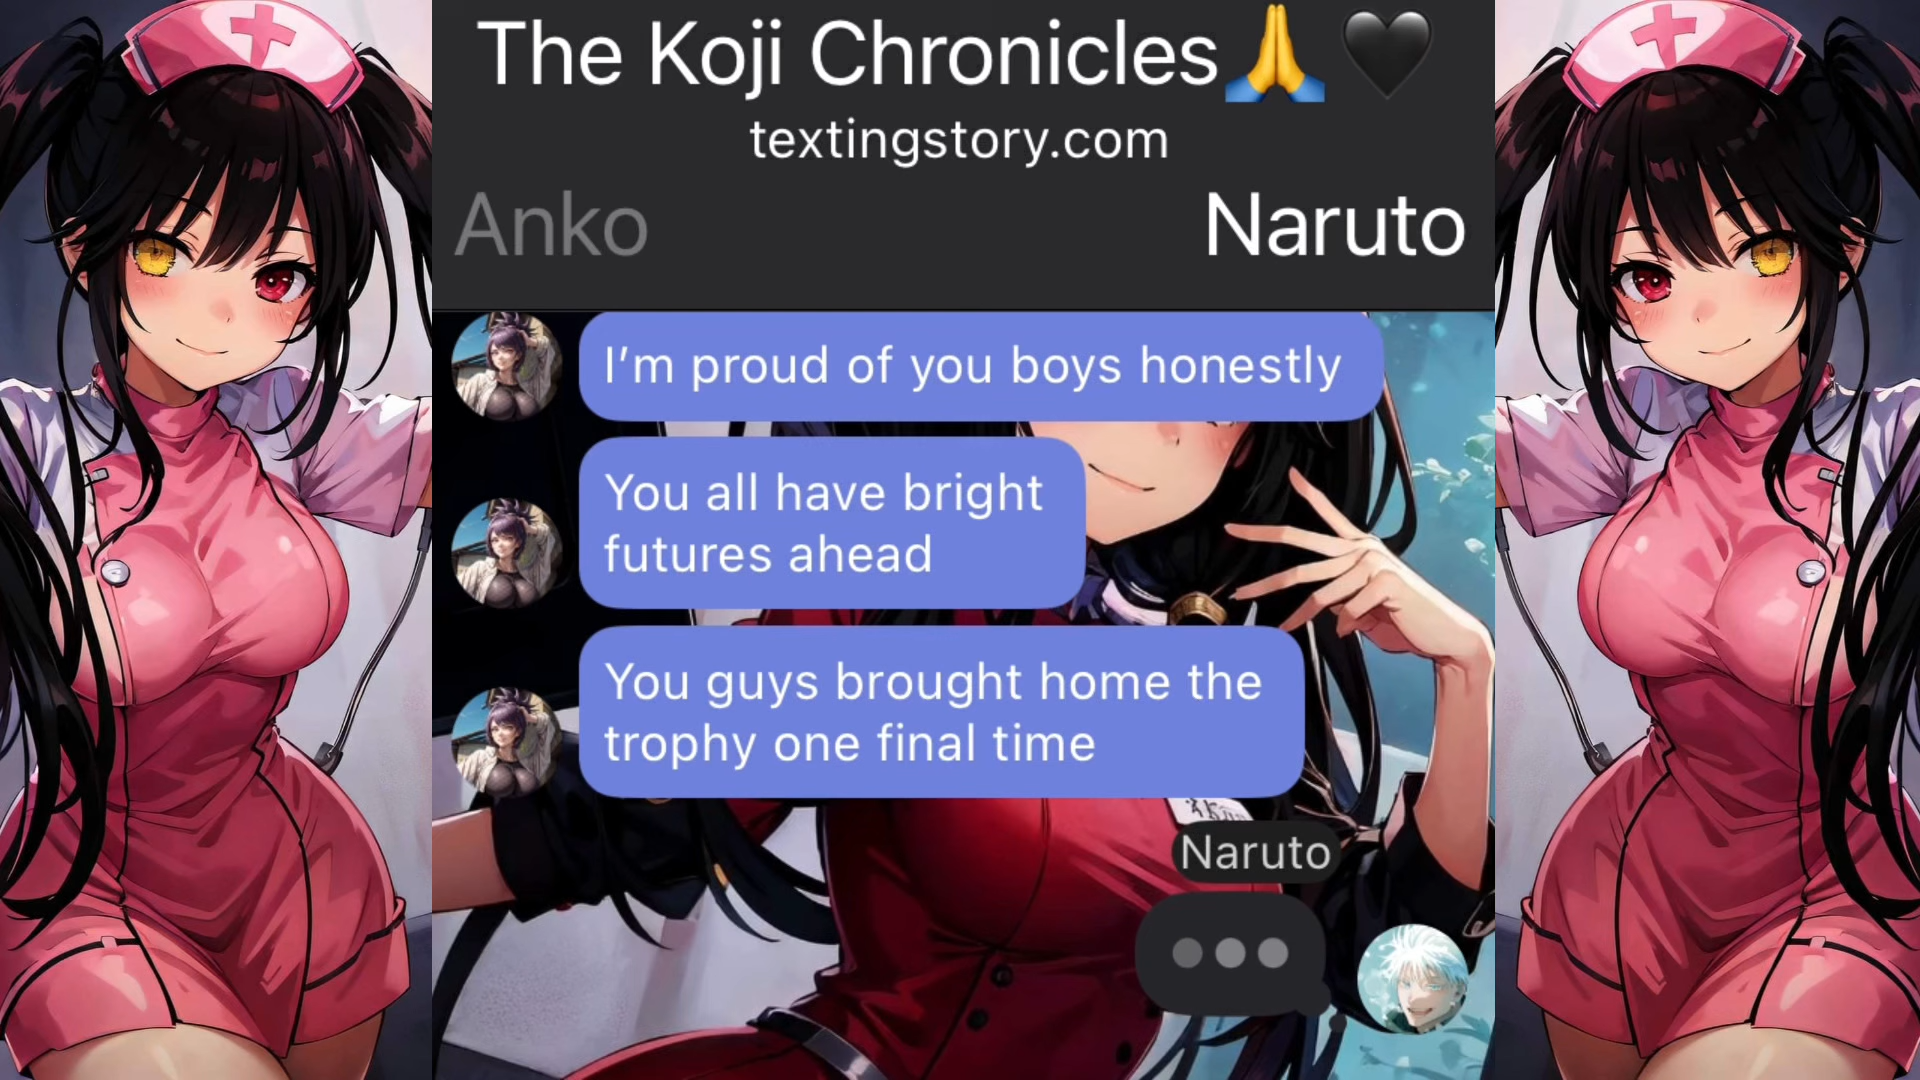 The Koji Chronicles🙏🖤
textingstory.com
Anko
Naruto
I’m proud of you boys honestly
You all have bright
futures ahead
You guys brought home the
trophy one final time
Naruto